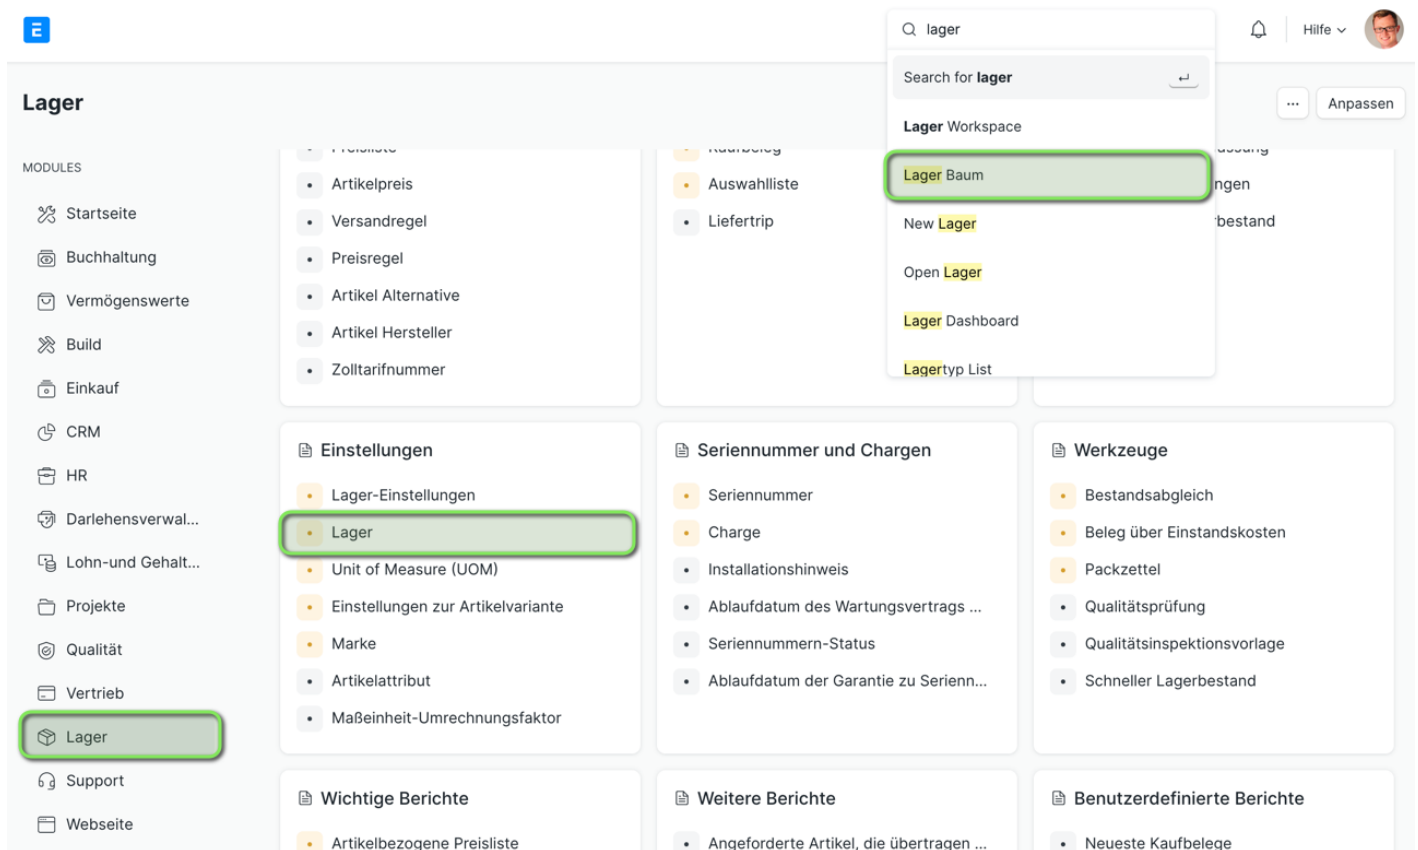 E
lager
Hilfe
Search for lager
Lager Workspace
Lager Baum
New Lager
Open Lager
Lager Dashboard
Lagertyp List
Lager
...
Anpassen
MODULES
Startseite
Buchhaltung
Vermögenswerte
Build
Einkauf
CRM
HR
Darlehensverwal...
Lohn-und Gehalt...
Projekte
Qualität
Vertrieb
Lager
Support
Webseite
Preisliste
Artikelpreis
Versandregel
Preisregel
Artikel Alternative
Artikel Hersteller
Zolltarifnummer
Kaufbeleg
Auswahlliste
Liefertrip
ngen
bestand
Einstellungen
Lager-Einstellungen
Lager
Unit of Measure (UOM)
Einstellungen zur Artikelvariante
Marke
Artikelattribut
Maßeinheit-Umrechnungsfaktor
Seriennummer und Chargen
Seriennummer
Charge
Installationshinweis
Ablaufdatum des Wartungsvertrags ...
Seriennummern-Status
Ablaufdatum der Garantie zu Serienn...
Werkzeuge
Bestandsabgleich
Beleg über Einstandskosten
Packzettel
Qualitätsprüfung
Qualitätsinspektionsvorlage
Schneller Lagerbestand
Wichtige Berichte
Artikelbezogene Preisliste
Weitere Berichte
Angeforderte Artikel, die übertragen ...
Benutzerdefinierte Berichte
Neueste Kaufbelege